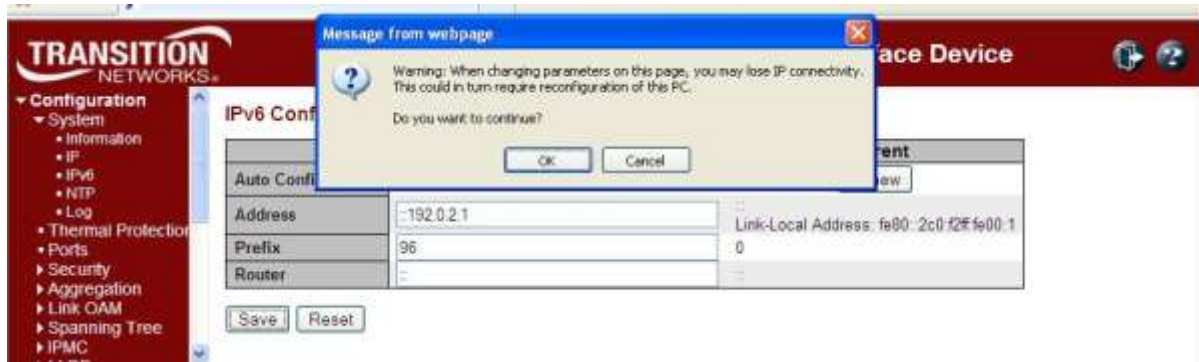 TRANSITION
NETWORKS
ace Device
Message from webpage
Warning: When changing parameters on this page, you may lose IP connectivity.
This could in turn require reconfiguration of this PC.
Do you want to continue?
OK
Cancel
Configuration
System
Information
IP
IPv6
NTP
Log
Thermal Protection
Ports
Security
Aggregation
Link OAM
Spanning Tree
IPMC
IPv6 Conf
rent
Auto Confi
ew
Address
::192.0.2.1
::
Link-Local Address: fe80::2c0:f2ff:fe00:1
Prefix
96
0
Router
::
::
Save
Reset